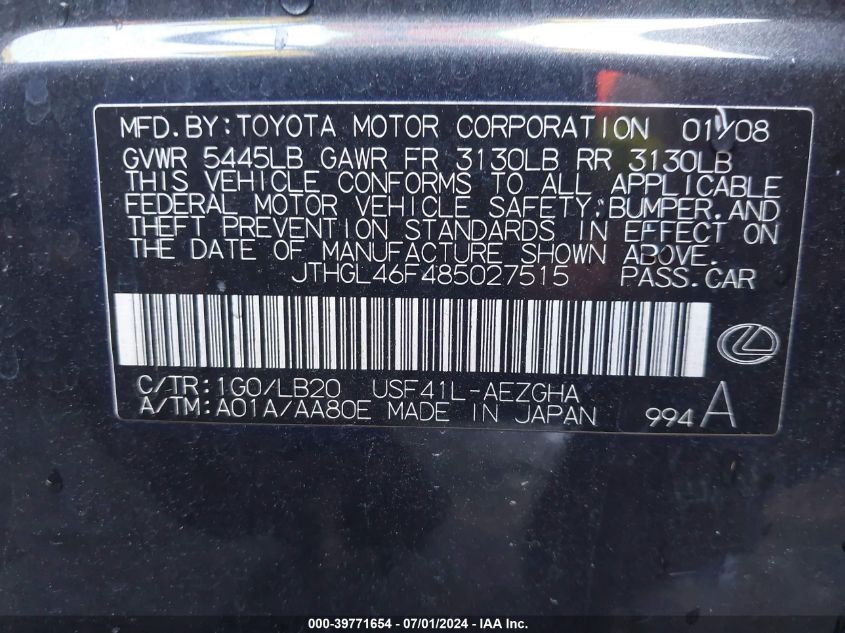 MFD.BY:TOYOTA MOTOR CORPORATION 01/08
GVWR 5445LB GAWR FR 3130LB RR 3130LB
THIS VEHICLE CONFORMS TO ALL APPLICABLE
FEDERAL MOTOR VEHICLE SAFETY, BUMPER, AND
THEFT PREVENTION STANDARDS IN EFFECT ON
THE DATE OF MANUFACTURE SHOWN ABOVE.
JTHGL46F485027515 PASS.CAR
C/TR:1G0/LB20 USF41L-AEZGHA
A/TM:A01A/AA80E MADE IN JAPAN 994 A
000-39771654 - 07/01/2024 - IAA Inc.